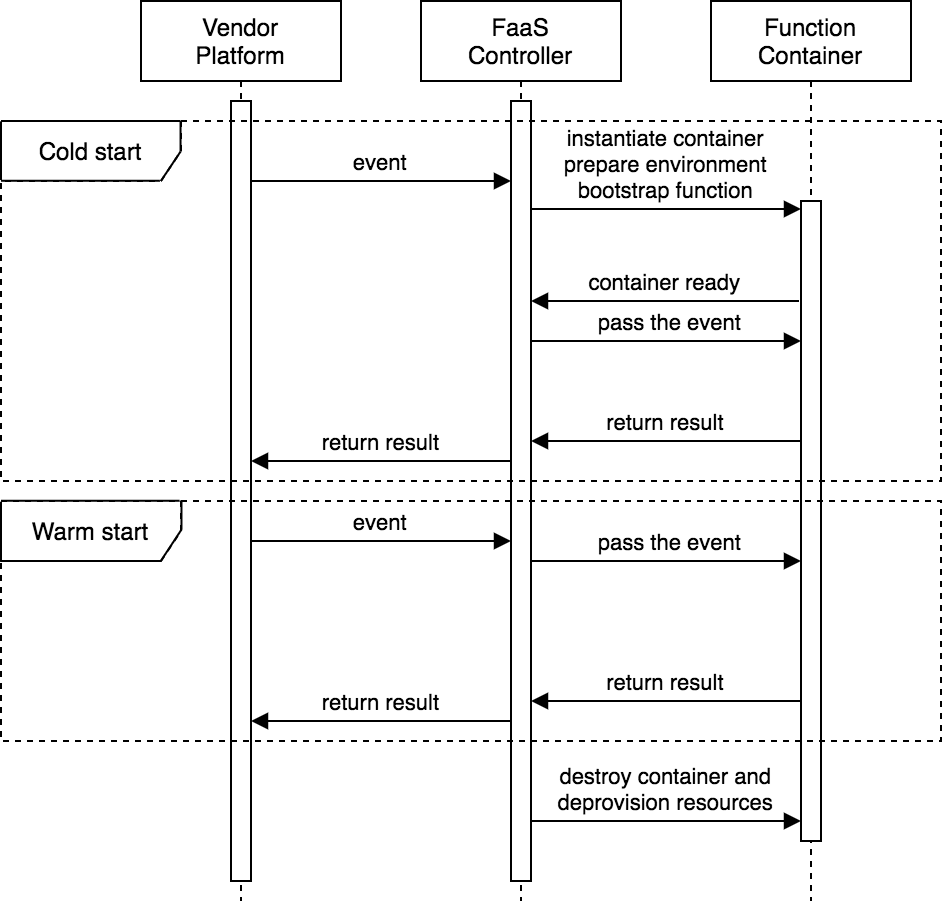 Vendor
Platform
FaaS
Controller
Function
Container
Cold start
event
instantiate container
prepare environment
bootstrap function
container ready
pass the event
return result
return result
Warm start
event
pass the event
return result
return result
destroy container and
deprovision resources